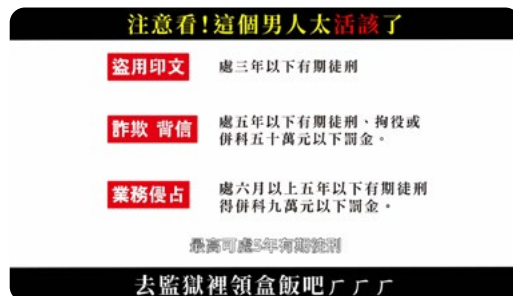 注意看!這個男人太活該了
盜用印文
處三年以下有期徒刑
詐欺 背信
處五年以下有期徒刑、拘役或
併科五十萬元以下罰金。
業務侵占
處六月以上五年以下有期徒刑
得併科九萬元以下罰金。
最高可處5年有期徒刑
去監獄裡領盒飯吧ㄏㄏㄏ